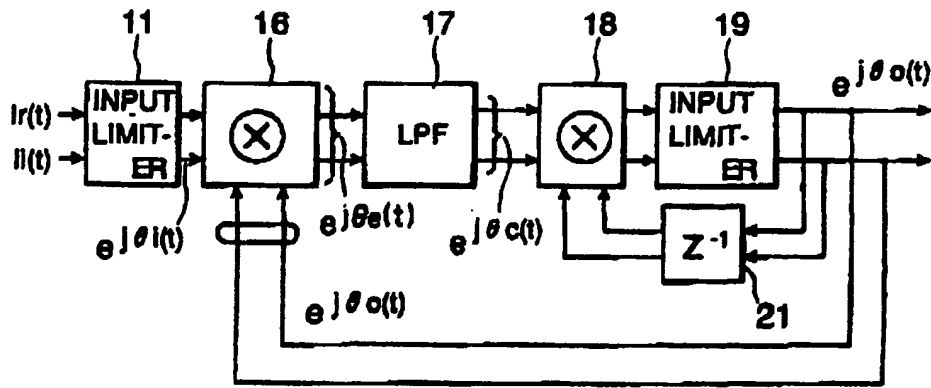 11
16
17
18
19
e^jθo(t)
Ir(t)
Ii(t)
INPUT
LIMIT-
ER
LPF
INPUT
LIMIT-
ER
e^jθi(t)
e^jθe(t)
e^jθc(t)
Z^-1
e^jθo(t)
21